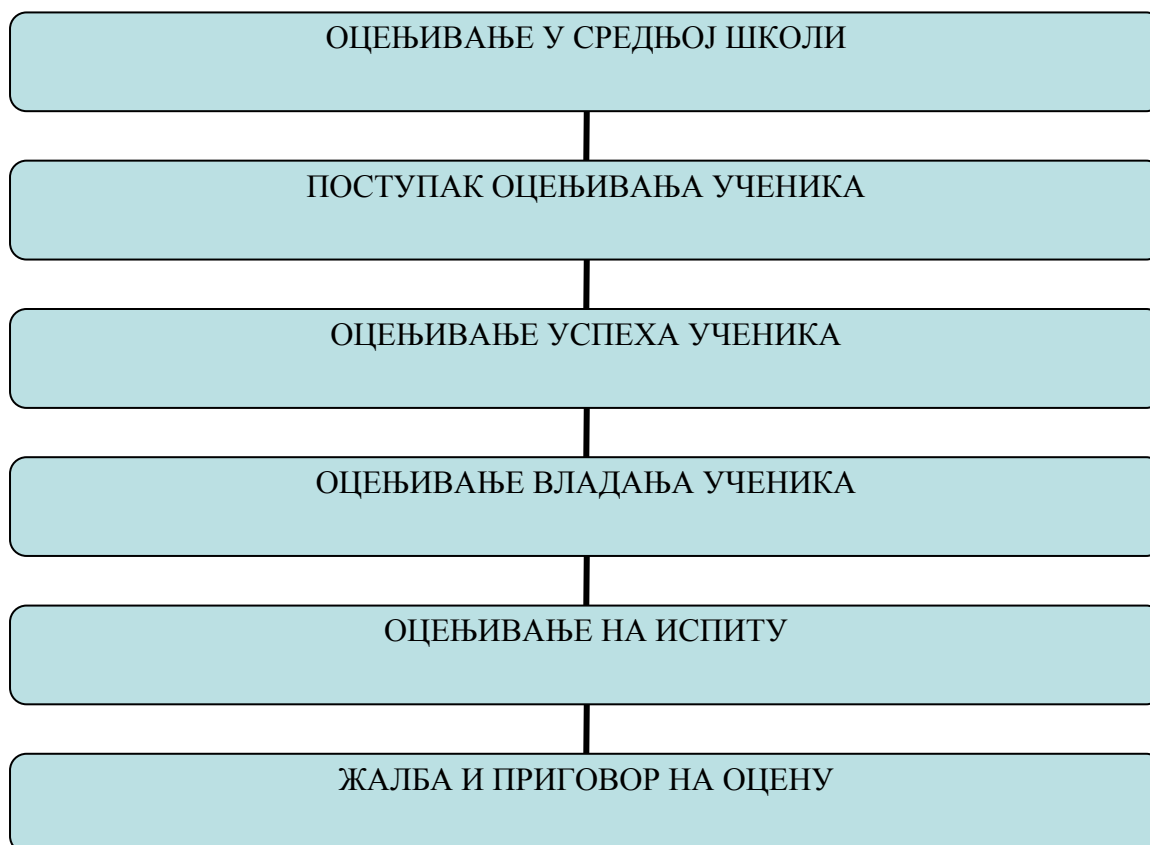 ОЦЕЊИВАЊЕ У СРЕДЊОЈ ШКОЛИ
ПОСТУПАК ОЦЕЊИВАЊА УЧЕНИКА
ОЦЕЊИВАЊЕ УСПЕХА УЧЕНИКА
ОЦЕЊИВАЊЕ ВЛАДАЊА УЧЕНИКА
ОЦЕЊИВАЊЕ НА ИСПИТУ
ЖАЛБА И ПРИГОВОР НА ОЦЕНУ